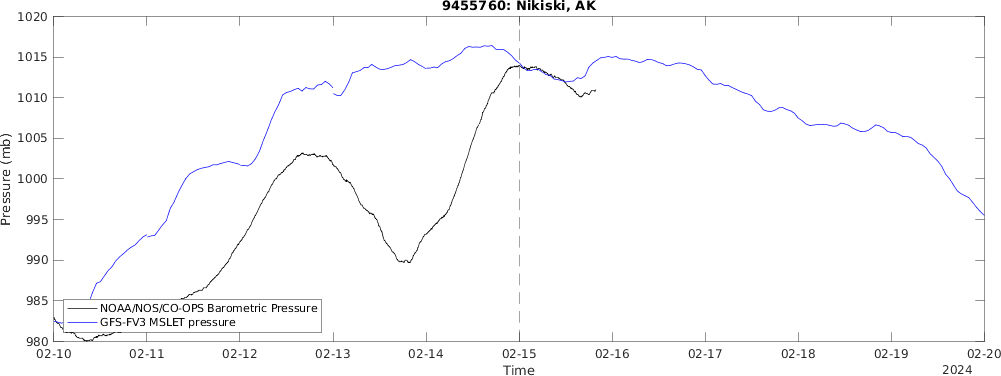 9455760: Nikiski, AK
1020
1015
1010
1005
1000
995
990
985
980
Pressure (mb)
NOAA/NOS/CO-OPS Barometric Pressure
GFS-FV3 MSLET pressure
02-10 02-11 02-12 02-13 02-14 02-15 02-16 02-17 02-18 02-19 02-20
Time
2024